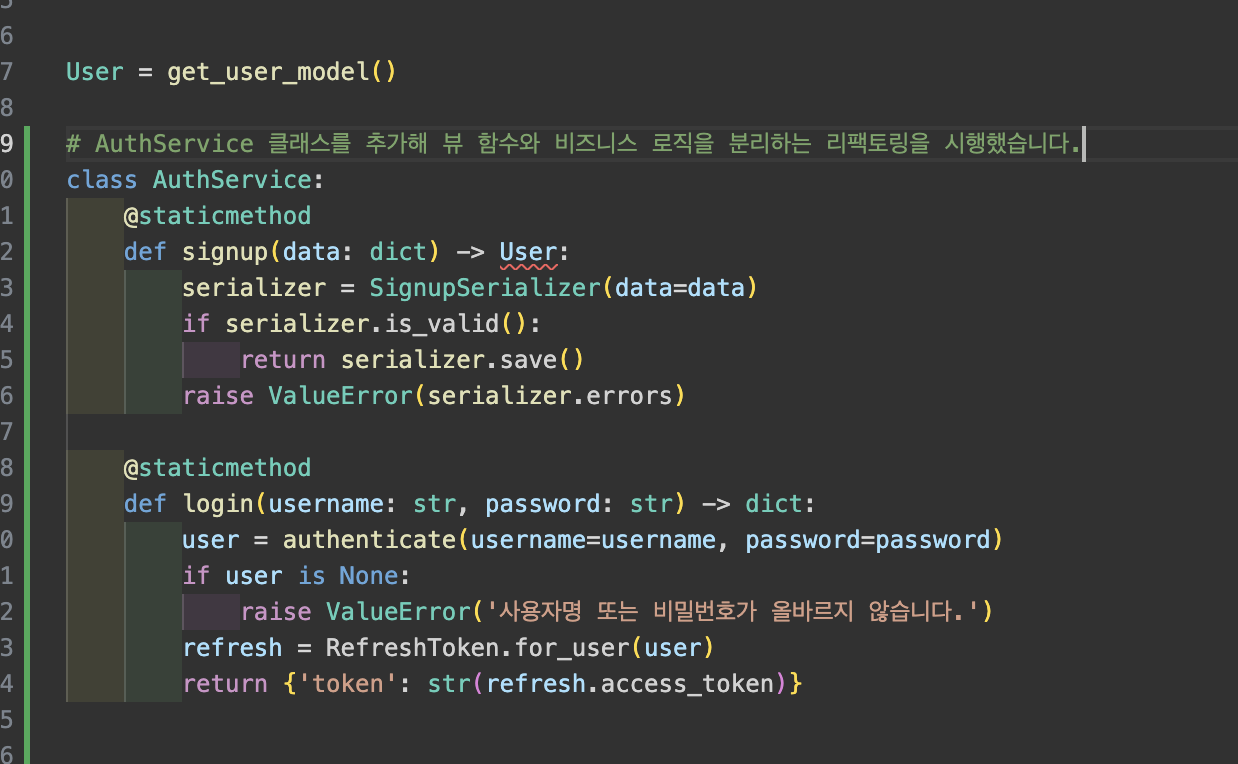 5
6
7 User = get_user_model()
8
9 # AuthService 클래스를 추가해 뷰 함수와 비즈니스 로직을 분리하는 리팩토링을 시행했습니다.
0 class AuthService:
1 @staticmethod
2 def signup(data: dict) -> User:
3 serializer = SignupSerializer(data=data)
4 if serializer.is_valid():
5 return serializer.save()
6 raise ValueError(serializer.errors)
7
8 @staticmethod
9 def login(username: str, password: str) -> dict:
0 user = authenticate(username=username, password=password)
1 if user is None:
2 raise ValueError('사용자명 또는 비밀번호가 올바르지 않습니다.')
3 refresh = RefreshToken.for_user(user)
4 return {'token': str(refresh.access_token)}
5
6